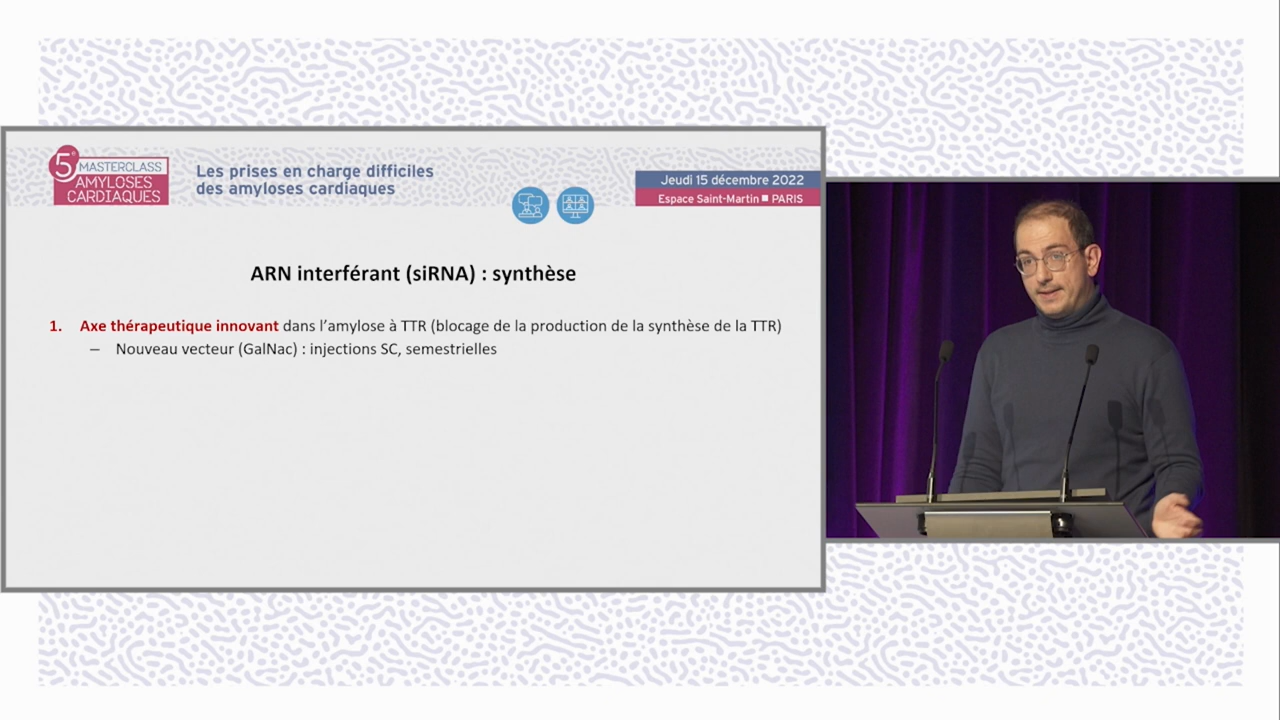 5e MASTERCLASS
AMYLOSES
CARDIAQUES
Les prises en charge difficiles
des amyloses cardiaques
Jeudi 15 décembre 2022
Espace Saint-Martin ■ PARIS
ARN interférant (siRNA) : synthèse
1. Axe thérapeutique innovant dans l’amylose à TTR (blocage de la production de la synthèse de la TTR)
– Nouveau vecteur (GalNac) : injections SC, semestrielles